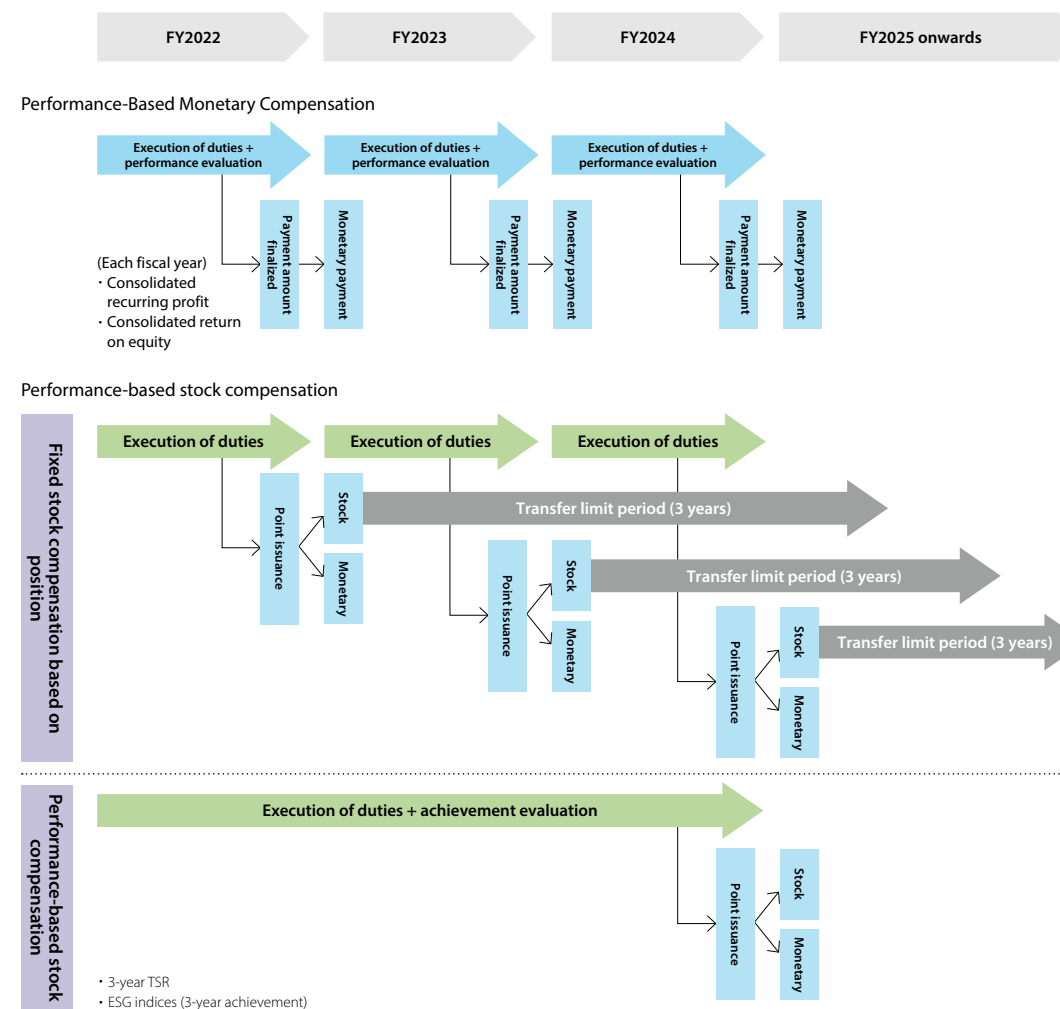 FY2022
FY2023
FY2024
FY2025 onwards
Performance-Based Monetary Compensation
Execution of duties +
performance evaluation
Execution of duties +
performance evaluation
Execution of duties +
performance evaluation
Payment amount
finalized
Monetary payment
Payment amount
finalized
Monetary payment
Payment amount
finalized
Monetary payment
(Each fiscal year)
・Consolidated
recurring profit
・Consolidated return
on equity
Performance-based stock compensation
Fixed stock compensation based on
position
Execution of duties
Execution of duties
Execution of duties
Point issuance
Stock
Monetary
Transfer limit period (3 years)
Point issuance
Stock
Monetary
Transfer limit period (3 years)
Point issuance
Stock
Monetary
Transfer limit period (3 years)
Performance-based stock
compensation
Execution of duties + achievement evaluation
Point issuance
Stock
Monetary
・3-year TSR
・ESG indices (3-year achievement)